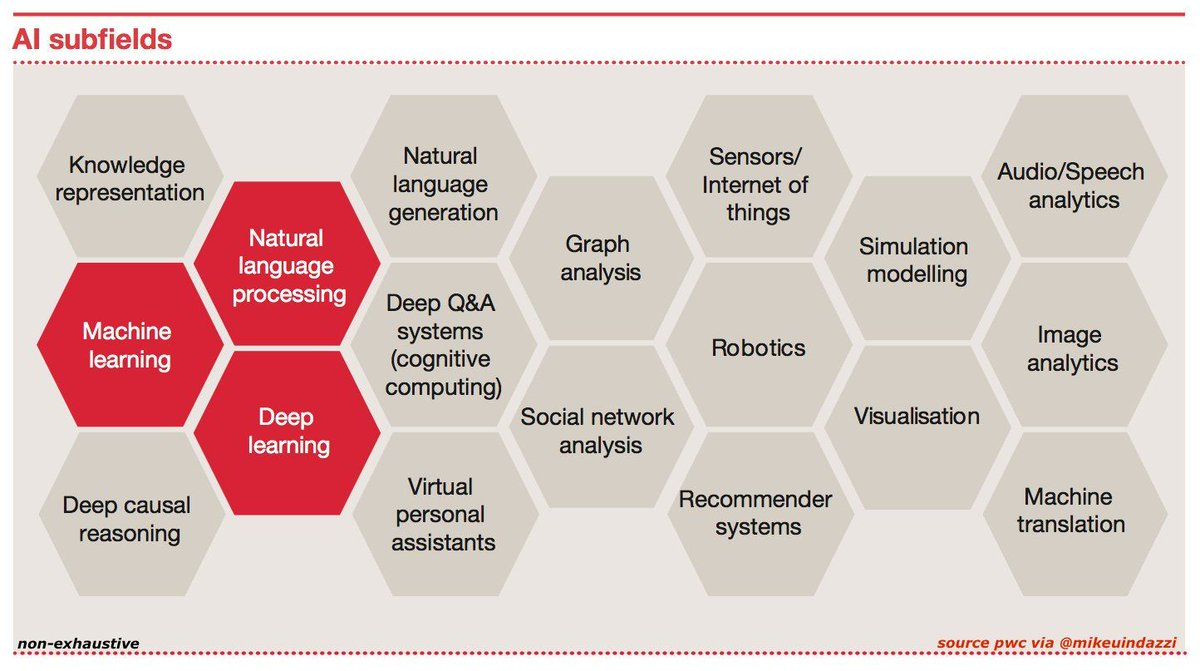 AI subfields
Knowledge
representation
Machine
learning
Deep causal
reasoning
Natural
language
processing
Deep
learning
Natural
language
generation
Deep Q&A
systems
(cognitive
computing)
Virtual
personal
assistants
Graph
analysis
Social network
analysis
Sensors/
Internet of
things
Robotics
Recommender
systems
Simulation
modelling
Visualisation
Audio/Speech
analytics
Image
analytics
Machine
translation
non-exhaustive
source pwc via @mikeuindazzi